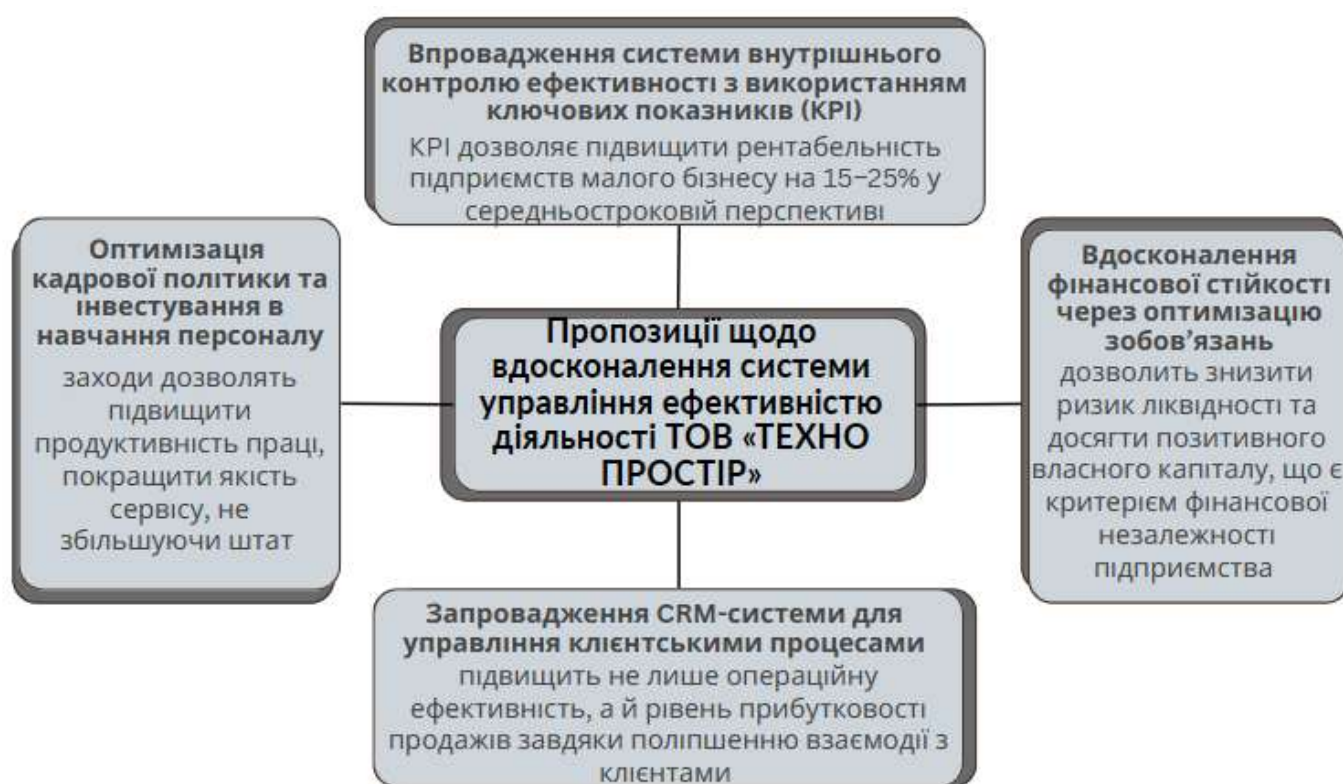 Впровадження системи внутрішнього
контролю ефективності з використанням
ключових показників (KPI)
KPI дозволяє підвищити рентабельність
підприємств малого бізнесу на 15–25% у
середньостроковій перспективі
Оптимізація
кадрової політики та
інвестування в
навчання персоналу
заходи дозволять
підвищити
продуктивність праці,
покращити якість
сервісу, не
збільшуючи штат
Пропозиції щодо
вдосконалення системи
управління ефективністю
діяльності ТОВ «ТЕХНО
ПРОСТІР»
Вдосконалення
фінансової стійкості
через оптимізацію
зобов’язань
дозволить знизити
ризик ліквідності та
досягти позитивного
власного капіталу, що є
критерієм фінансової
незалежності
підприємства
Запровадження CRM-системи для
управління клієнтськими процесами
підвищить не лише операційну
ефективність, а й рівень прибутковості
продажів завдяки поліпшенню взаємодії з
клієнтами